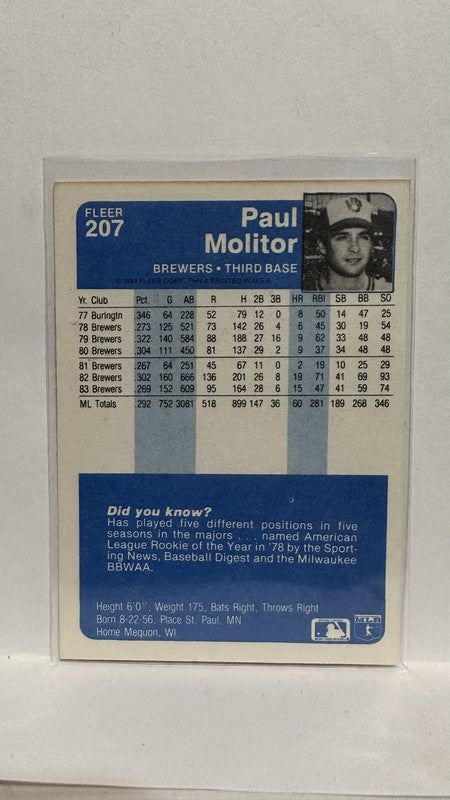 FLEER
207
Paul
Molitor
BREWERS • THIRD BASE
© 1984 FLEER CORP., PHILA. PRINTED IN U.S.A.
Yr. Club Pct. G AB R H 2B 3B HR RBI SB BB SO
77 Burlngtn .346 64 228 52 79 12 0 8 50 14 47 25
78 Brewers .273 125 521 73 142 26 4 6 45 30 19 54
79 Brewers .322 140 584 88 188 27 16 9 62 33 48 48
80 Brewers .304 111 450 81 137 29 2 9 37 34 48 48
81 Brewers .267 64 251 45 67 11 0 2 19 10 25 29
82 Brewers .302 160 666 136 201 26 8 19 71 41 69 93
83 Brewers .269 152 609 95 164 28 6 15 47 41 59 74
ML Totals .292 752 3081 518 899 147 36 60 281 189 268 346
Did you know?
Has played five different positions in five
seasons in the majors . . . named American
League Rookie of the Year in '78 by the Sport-
ing News, Baseball Digest and the Milwaukee
BBWAA.
Height 6'0", Weight 175, Bats Right, Throws Right
Born 8-22-56. Place St. Paul, MN
Home Mequon, WI